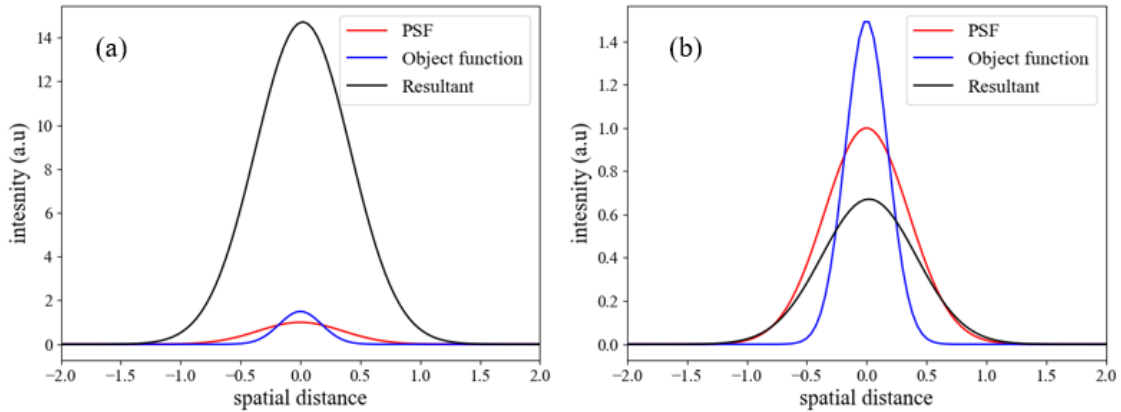 (a)
PSF
Object function
Resultant
14
12
10
8
6
4
2
0
intesnity (a.u)
−2.0 −1.5 −1.0 −0.5 0.0 0.5 1.0 1.5 2.0
spatial distance
(b)
PSF
Object function
Resultant
1.4
1.2
1.0
0.8
0.6
0.4
0.2
0.0
intesnity (a.u)
−2.0 −1.5 −1.0 −0.5 0.0 0.5 1.0 1.5 2.0
spatial distance